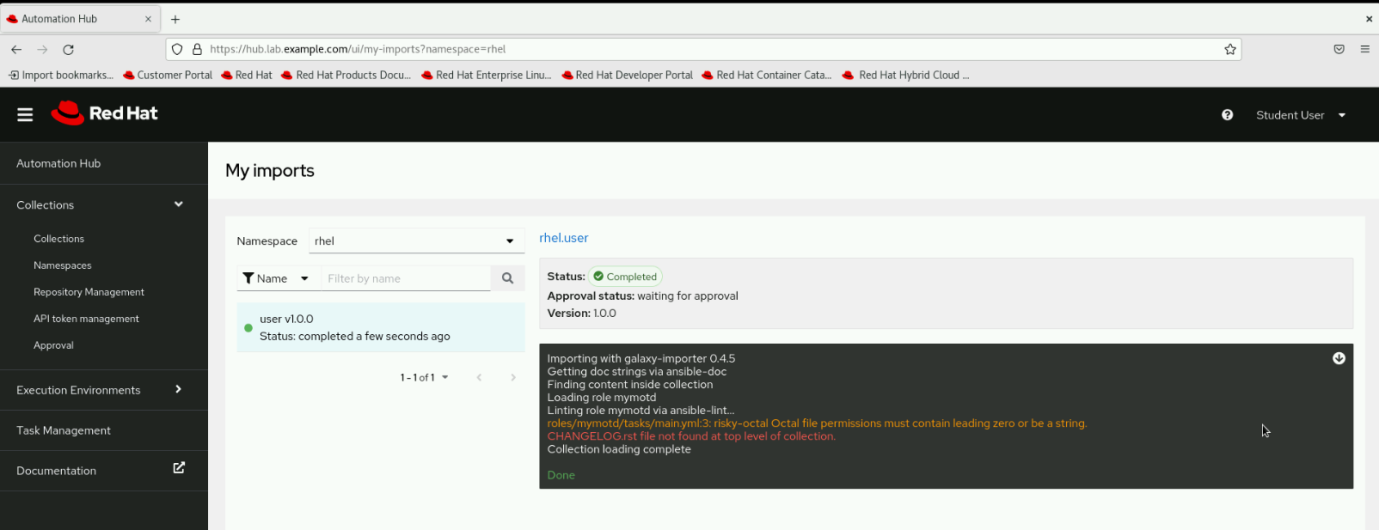 Automation Hub
https://hub.lab.example.com/ui/my-imports?namespace=rhel
Import bookmarks... Customer Portal Red Hat Red Hat Products Docu... Red Hat Enterprise Linu... Red Hat Developer Portal Red Hat Container Cata... Red Hat Hybrid Cloud ...
Red Hat
Student User
Automation Hub
Collections
Collections
Namespaces
Repository Management
API token management
Approval
Execution Environments
Task Management
Documentation
My imports
Namespace rhel
Name Filter by name
user v1.0.0
Status: completed a few seconds ago
1 - 1 of 1
rhel.user
Status: Completed
Approval status: waiting for approval
Version: 1.0.0
Importing with galaxy-importer 0.4.5
Getting doc strings via ansible-doc
Finding content inside collection
Loading role mymotd
Linting role mymotd via ansible-lint...
roles/mymotd/tasks/main.yml:3: risky-octal Octal file permissions must contain leading zero or be a string.
CHANGELOG.rst file not found at top level of collection.
Collection loading complete
Done